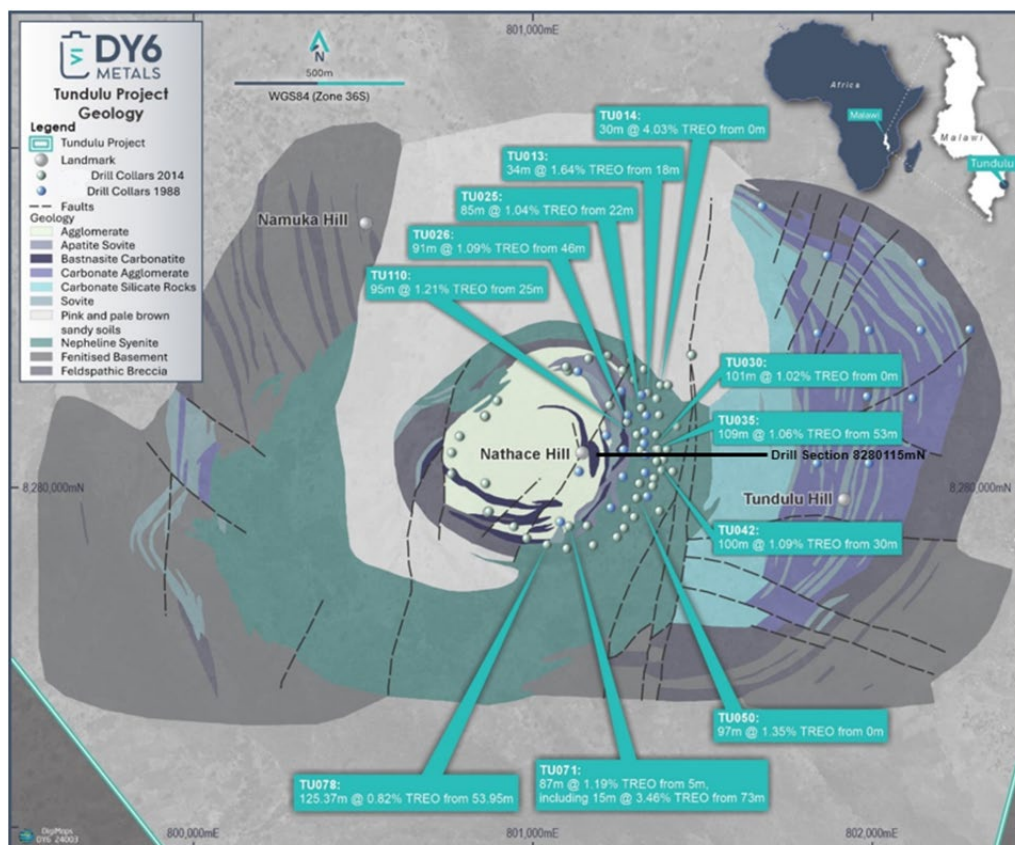 801,000mE
DY6
METALS
Tundulu Project
Geology
Legend
Tundulu Project
Landmark
Drill Collars 2014
Drill Collars 1988
Faults
Geology
Agglomerate
Apatite Sovite
Bastnasite Carbonatite
Carbonate Agglomerate
Carbonate Silicate Rocks
Sovite
Pink and pale brown
sandy soils
Nepheline Syenite
Fenitised Basement
Feldspathic Breccia
N
500m
WGS84 (Zone 36S)
Africa
Malawi
Malawi
Tundulu
TU014:
30m @ 4.03% TREO from 0m
TU013:
34m @ 1.64% TREO from 18m
TU025:
85m @ 1.04% TREO from 22m
TU026:
91m @ 1.09% TREO from 46m
TU110:
95m @ 1.21% TREO from 25m
Namuka Hill
TU030:
101m @ 1.02% TREO from 0m
TU035:
109m @ 1.06% TREO from 53m
Nathace Hill
Drill Section 8280115mN
8,280,000mN
Tundulu Hill
8,280,000mN
TU042:
100m @ 1.09% TREO from 30m
TU050:
97m @ 1.35% TREO from 0m
TU078:
125.37m @ 0.82% TREO from 53.95m
TU071:
87m @ 1.19% TREO from 5m,
including 15m @ 3.46% TREO from 73m
DigiMaps
DY6 24003
800,000mE
801,000mE
802,000mE